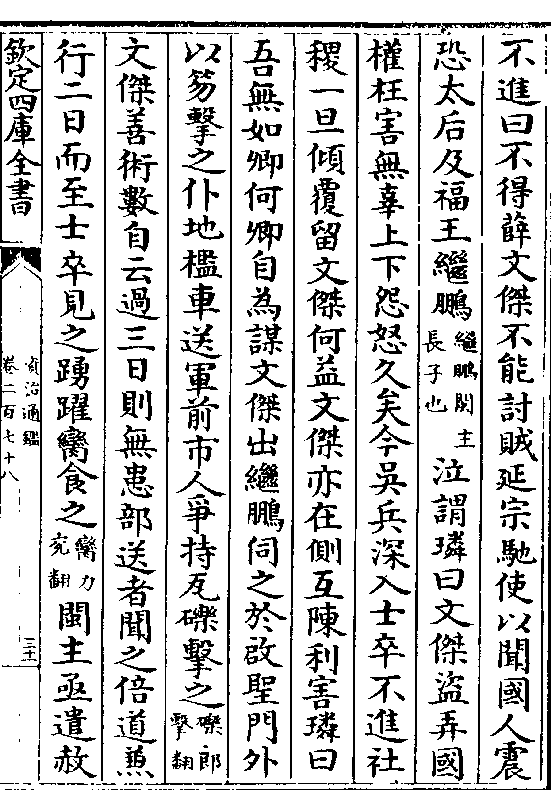 不進曰不得薛文傑不能討賊延宗馳使以聞國人震
恐太后及福王繼鵬繼鵬閩主長子也泣謂璘曰文傑盜弄國
權枉害無辜上下怨怒久矣今吳兵深入士卒不進社
稷一旦傾覆留文傑何益文傑亦在側互陳利害璘曰
吾無如卿何卿自為謀文傑出繼鵬伺之於啟聖門外
以笏擊之仆地檻車送軍前市人爭持瓦礫擊之礫郎擊翻
文傑善術數自云過三日則無患部送者聞之倍道兼
行二日而至士卒見之踴躍臠食之臠力兖翻閩主亟遣赦
欽定四庫全書
資治通鑑
卷二百七十八
三十